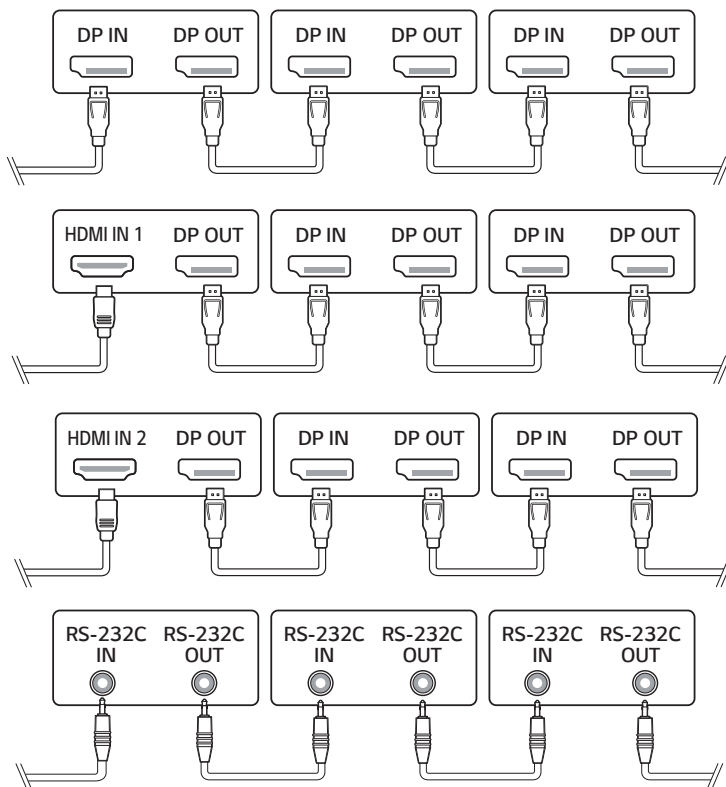 DP IN DP OUT DP IN DP OUT DP IN DP OUT
HDMI IN 1 DP OUT DP IN DP OUT DP IN DP OUT
HDMI IN 2 DP OUT DP IN DP OUT DP IN DP OUT
RS-232C RS-232C RS-232C RS-232C RS-232C RS-232C
IN OUT IN OUT IN OUT